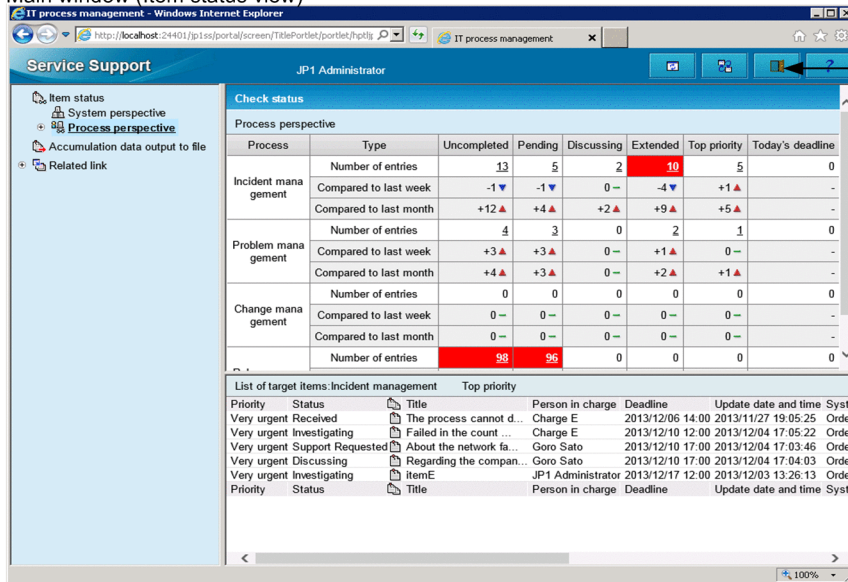 Main window (Item status view)
IT process management - Windows Internet Explorer
http://localhost:24401/jp1ss/portal/screen/TitlePortlet/portlet/hptl
IT process management
Service Support
JP1 Administrator
?
Item status
System perspective
Process perspective
Accumulation data output to file
Related link
Check status
Process perspective
Process Type Uncompleted Pending Discussing Extended Top priority Today's deadline
Incident mana
gement
Number of entries 13 5 2 10 5 0
Compared to last week -1▼ -1▼ 0− -4▼ +1▲ -
Compared to last month +12▲ +4▲ +2▲ +9▲ +5▲ -
Problem mana
gement
Number of entries 4 3 0 2 1 0
Compared to last week +3▲ +3▲ 0− +1▲ 0− -
Compared to last month +4▲ +3▲ 0− +2▲ +1▲ -
Change mana
gement
Number of entries 0 0 0 0 0 0
Compared to last week 0− 0− 0− 0− 0− -
Compared to last month 0− 0− 0− 0− 0− -
Number of entries 98 96 0 0 0 0
List of target items:Incident management Top priority
Priority Status Title Person in charge Deadline Update date and time Syst
Very urgent Received The process cannot d... Charge E 2013/12/06 14:00 2013/11/27 19:05:25 Orde
Very urgent Investigating Failed in the count ... Charge E 2013/12/10 12:00 2013/12/04 17:05:22 Orde
Very urgent Support Requested About the network fa... Goro Sato 2013/12/10 17:00 2013/12/04 17:03:46 Orde
Very urgent Discussing Regarding the compan... Goro Sato 2013/12/10 17:00 2013/12/04 17:04:03 Orde
Very urgent Investigating itemE JP1 Administrator 2013/12/17 12:00 2013/12/03 13:26:13 Orde
Priority Status Title Person in charge Deadline Update date and time Syst
100%